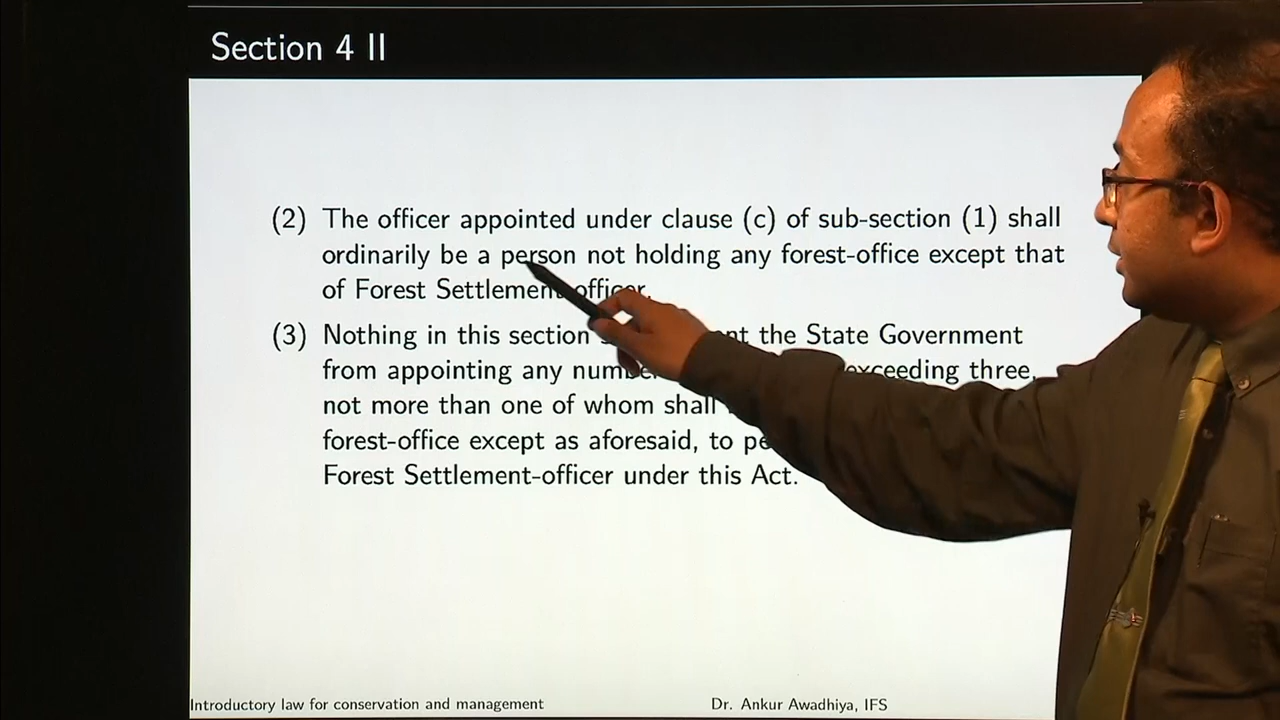 Section 4 II
(2) The officer appointed under clause (c) of sub-section (1) shall
ordinarily be a person not holding any forest-office except that
of Forest Settlement-officer.
(3) Nothing in this section the State Government
from appointing any number exceeding three,
not more than one of whom shall
forest-office except as aforesaid, to
Forest Settlement-officer under this Act.
Introductory law for conservation and management
Dr. Ankur Awadhiya, IFS